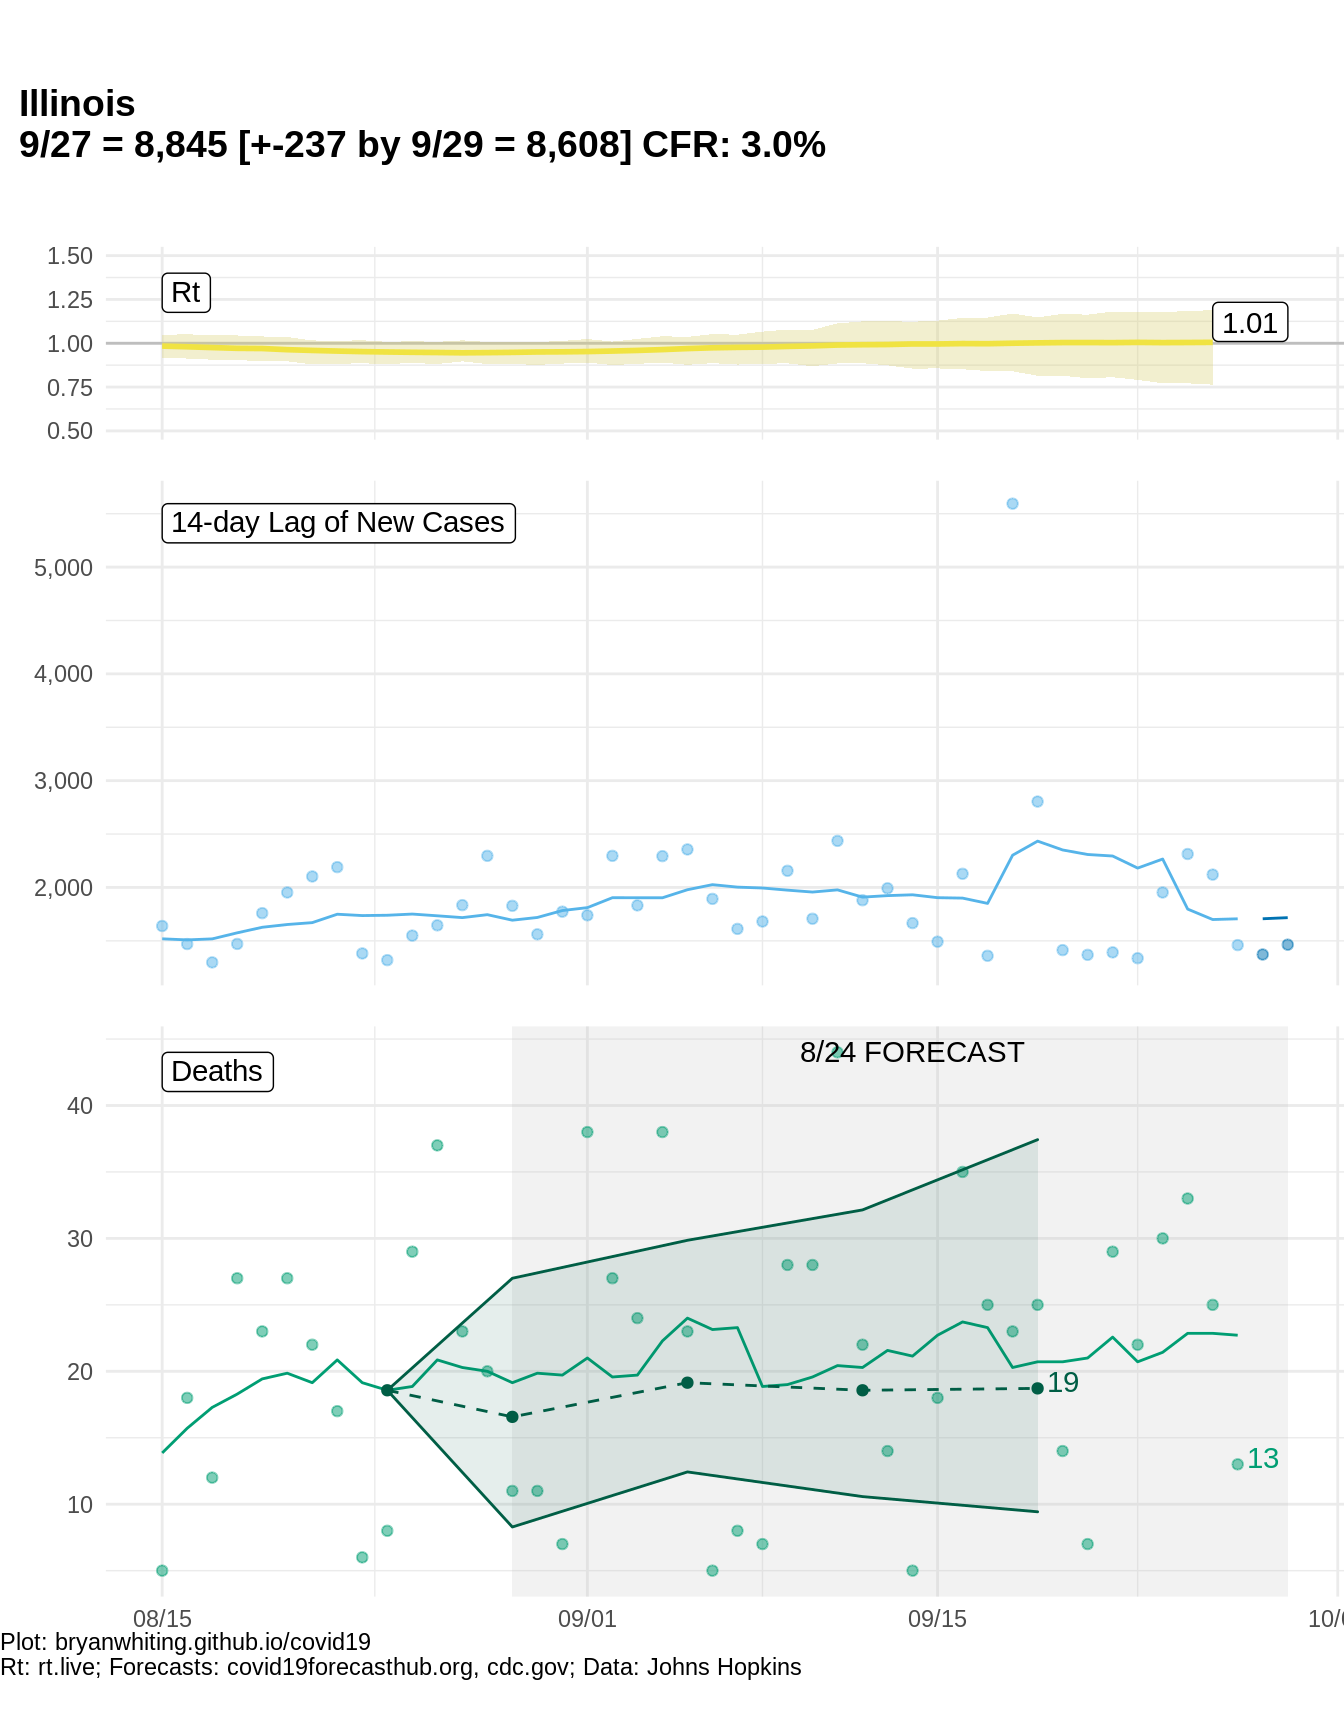 Illinois
9/27 = 8,845 [+-237 by 9/29 = 8,608] CFR: 3.0%
1.50
1.25
1.00
0.75
0.50
Rt
1.01
14-day Lag of New Cases
5,000
4,000
3,000
2,000
8/24 FORECAST
Deaths
40
30
20
10
19
13
08/15 09/01 09/15
Plot: bryanwhiting.github.io/covid19
Rt: rt.live; Forecasts: covid19forecasthub.org, cdc.gov; Data: Johns Hopkins